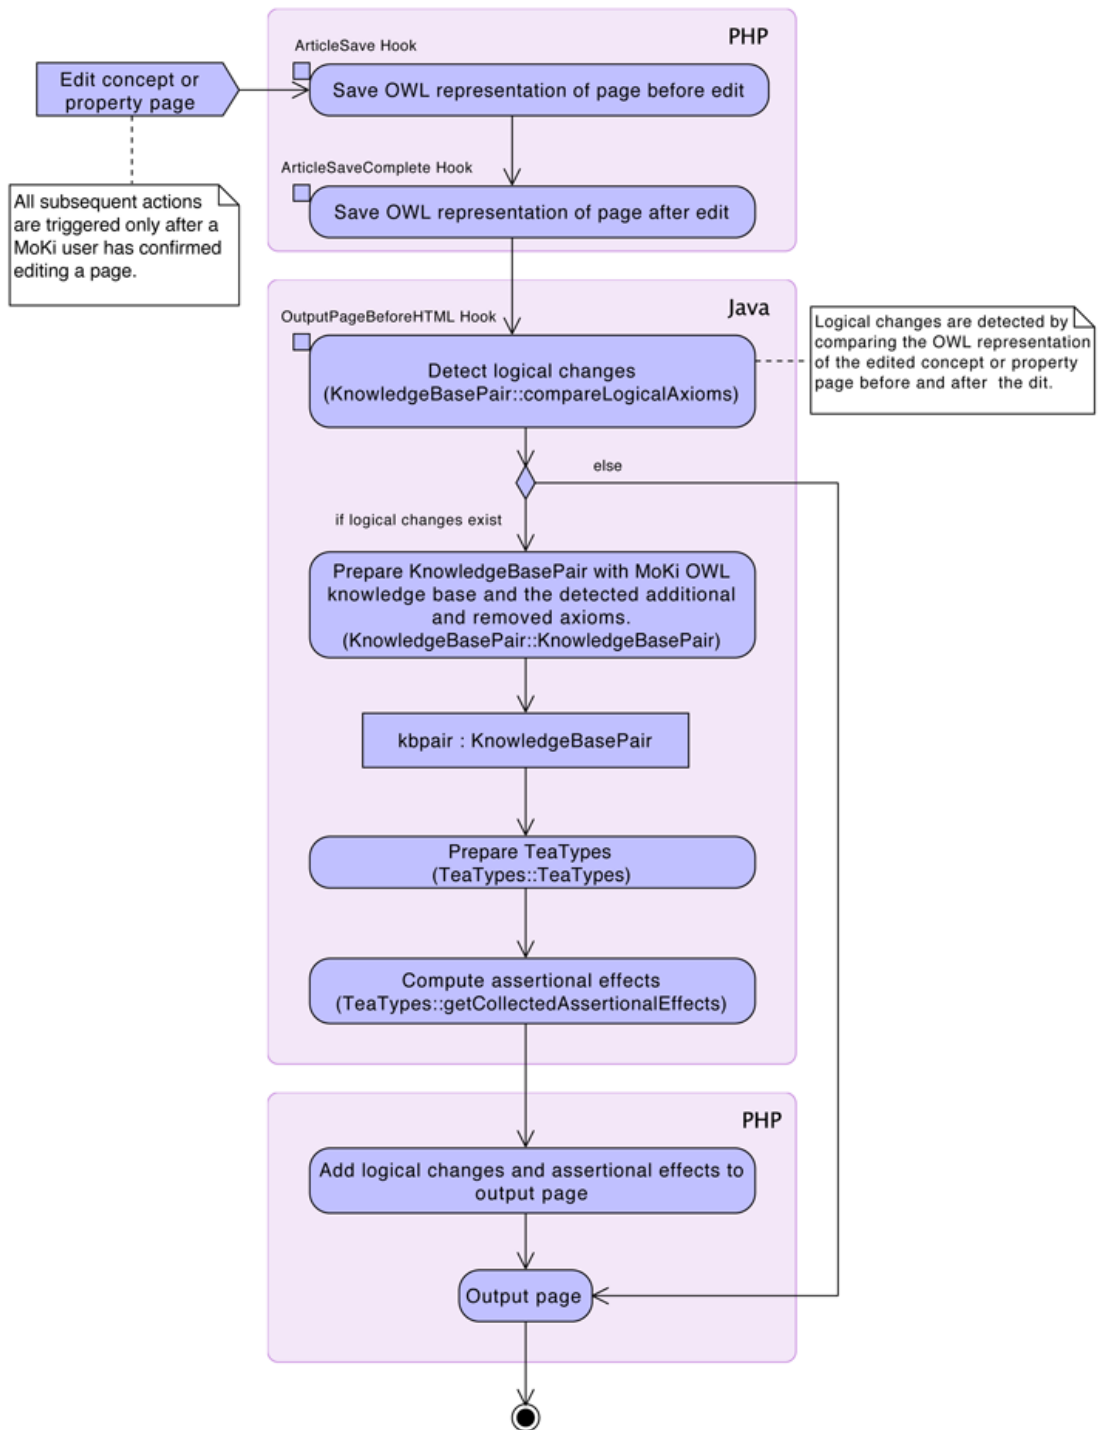 PHP
ArticleSave Hook
Edit concept or
property page
Save OWL representation of page before edit
ArticleSaveComplete Hook
Save OWL representation of page after edit
All subsequent actions
are triggered only after a
MoKi user has confirmed
editing a page.
Java
OutputPageBeforeHTML Hook
Detect logical changes
(KnowledgeBasePair::compareLogicalAxioms)
Logical changes are detected by
comparing the OWL representation
of the edited concept or property
page before and after the dit.
else
if logical changes exist
Prepare KnowledgeBasePair with MoKi OWL
knowledge base and the detected additional
and removed axioms.
(KnowledgeBasePair::KnowledgeBasePair)
kbpair : KnowledgeBasePair
Prepare TeaTypes
(TeaTypes::TeaTypes)
Compute assertional effects
(TeaTypes::getCollectedAssertionalEffects)
PHP
Add logical changes and assertional effects to
output page
Output page